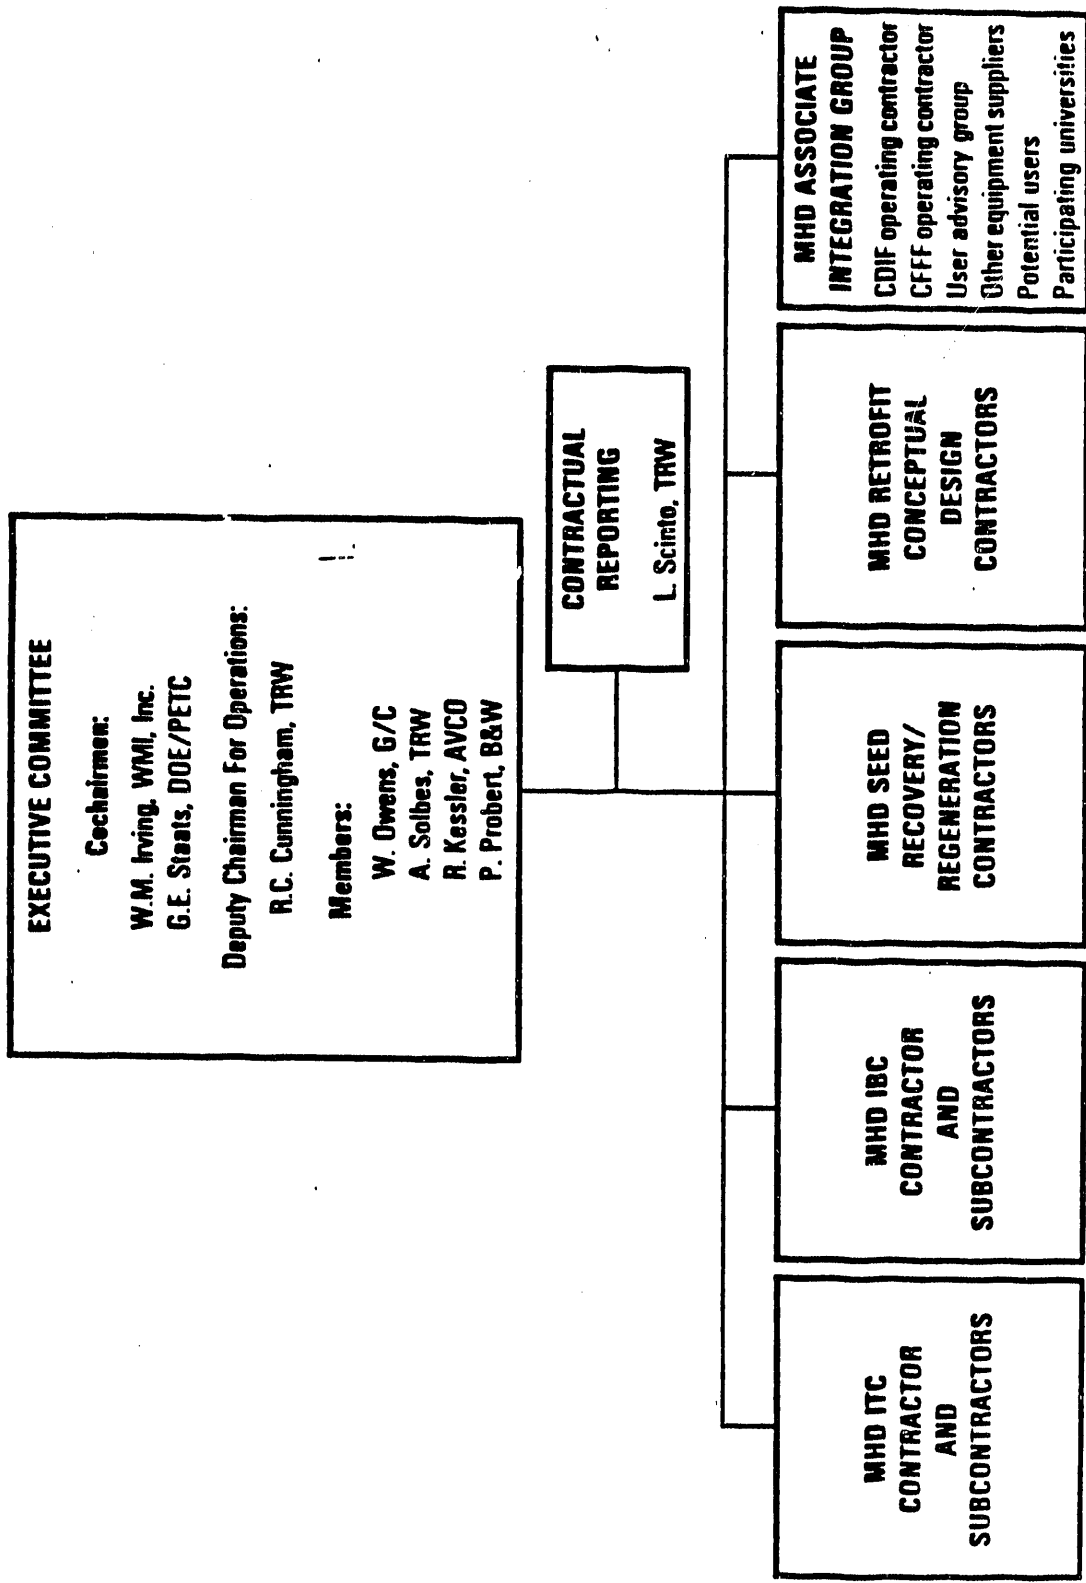 EXECUTIVE COMMITTEE
Cochairmen:
W.M. Irving, WMI, Inc.
G.E. Staats, DOE/PETC
Deputy Chairman For Operations:
R.C. Cunningham, TRW
Members:
W. Owens, G/C
A. Solbes, TRW
R. Kessler, AVCO
P. Probert, B&W
CONTRACTUAL
REPORTING
L. Scinto, TRW
MHD ITC
CONTRACTOR
AND
SUBCONTRACTORS
MHD IBC
CONTRACTOR
AND
SUBCONTRACTORS
MHD SEED
RECOVERY/
REGENERATION
CONTRACTORS
MHD RETROFIT
CONCEPTUAL
DESIGN
CONTRACTORS
MHD ASSOCIATE
INTEGRATION GROUP
CDIF operating contractor
CFFF operating contractor
User advisory group
Other equipment suppliers
Potential users
Participating universities